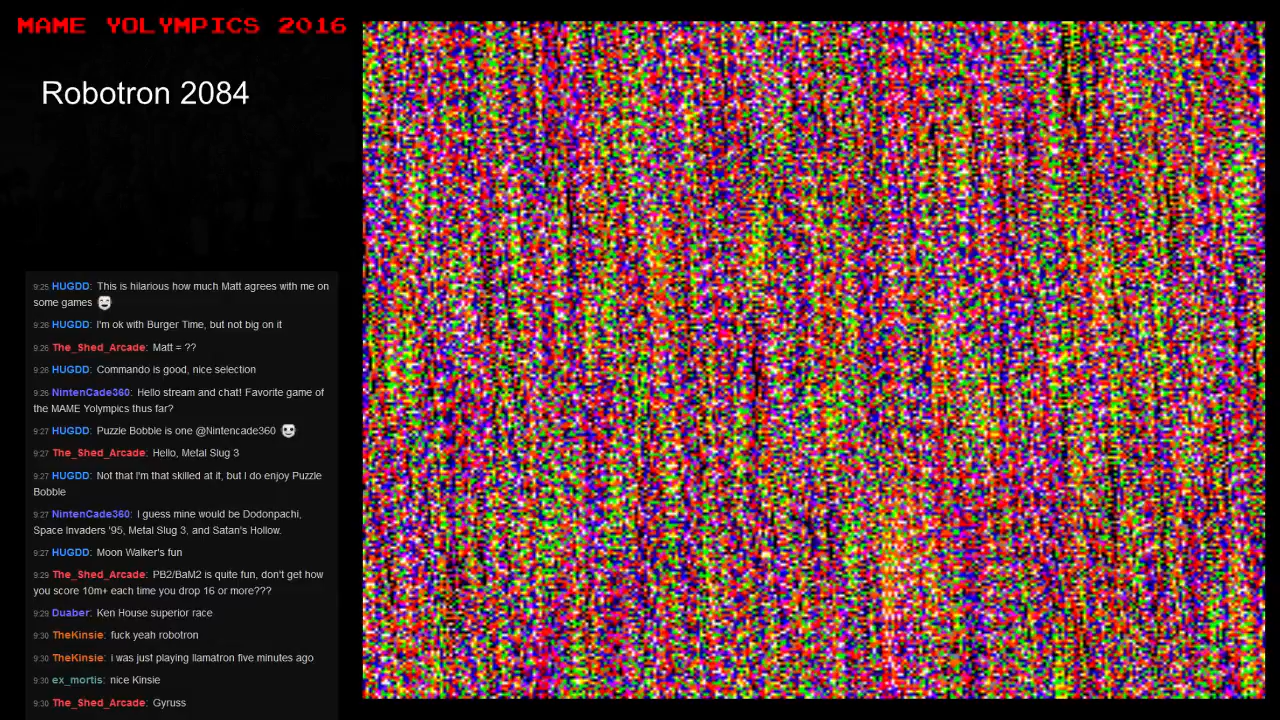 MAME YOLYMPICS 2016
Robotron 2084
9:25 HUGDD: This is hilarious how much Matt agrees with me on
some games
9:26 HUGDD: I'm ok with Burger Time, but not big on it
9:26 The_Shed_Arcade: Matt = ??
9:26 HUGDD: Commando is good, nice selection
9:26 NintenCade360: Hello stream and chat! Favorite game of
the MAME Yolympics thus far?
9:27 HUGDD: Puzzle Bobble is one @Nintencade360
9:27 The_Shed_Arcade: Hello, Metal Slug 3
9:27 HUGDD: Not that I'm that skilled at it, but I do enjoy Puzzle
Bobble
9:27 NintenCade360: I guess mine would be Dodonpachi,
Space Invaders '95, Metal Slug 3, and Satan's Hollow.
9:27 HUGDD: Moon Walker's fun
9:29 The_Shed_Arcade: PB2/BaM2 is quite fun, don't get how
you score 10m+ each time you drop 16 or more???
9:29 Duaber: Ken House superior race
9:30 TheKinsie: fuck yeah robotron
9:30 TheKinsie: i was just playing llamatron five minutes ago
9:30 ex_mortis: nice Kinsie
9:30 The_Shed_Arcade: Gyruss